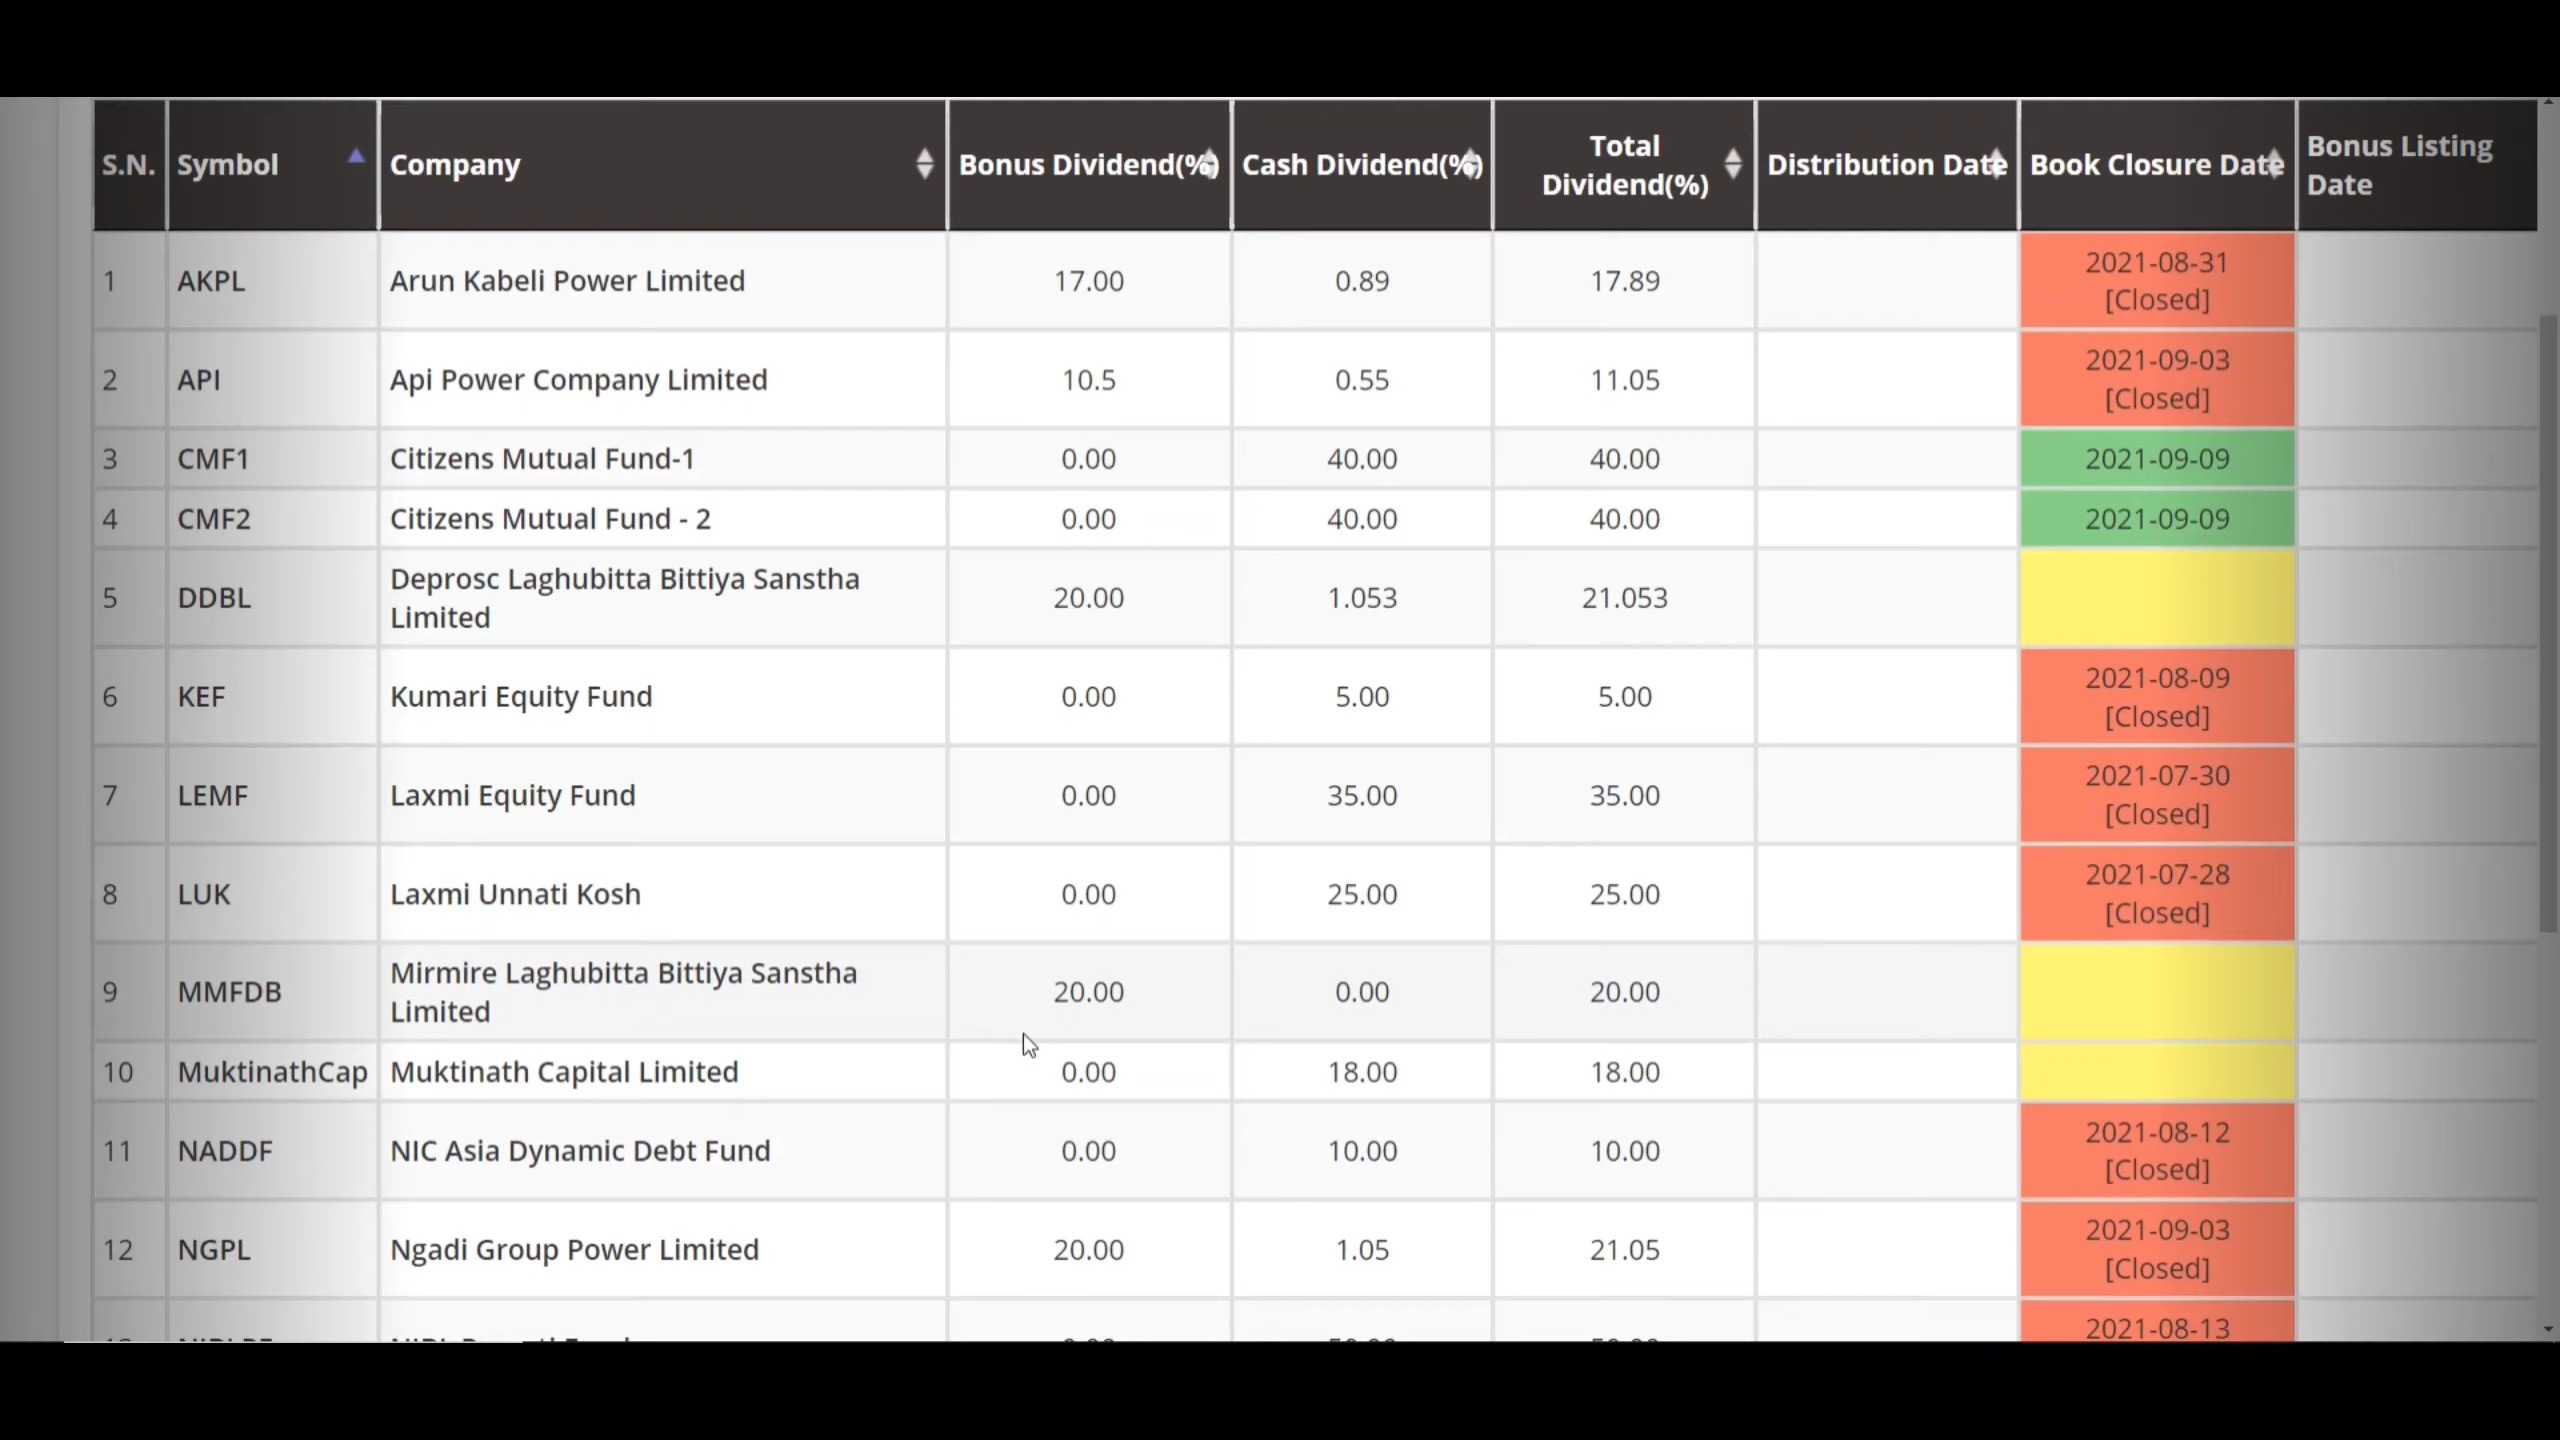 S.N. Symbol Company Bonus Dividend(%) Cash Dividend(%) Total Dividend(%) Distribution Date Book Closure Date Bonus Listing Date
1 AKPL Arun Kabeli Power Limited 17.00 0.89 17.89 2021-08-31 [Closed]
2 API Api Power Company Limited 10.5 0.55 11.05 2021-09-03 [Closed]
3 CMF1 Citizens Mutual Fund-1 0.00 40.00 40.00 2021-09-09
4 CMF2 Citizens Mutual Fund - 2 0.00 40.00 40.00 2021-09-09
5 DDBL Deprosc Laghubitta Bittiya Sanstha Limited 20.00 1.053 21.053
6 KEF Kumari Equity Fund 0.00 5.00 5.00 2021-08-09 [Closed]
7 LEMF Laxmi Equity Fund 0.00 35.00 35.00 2021-07-30 [Closed]
8 LUK Laxmi Unnati Kosh 0.00 25.00 25.00 2021-07-28 [Closed]
9 MMFDB Mirmire Laghubitta Bittiya Sanstha Limited 20.00 0.00 20.00
10 MuktinathCap Muktinath Capital Limited 0.00 18.00 18.00
11 NADDF NIC Asia Dynamic Debt Fund 0.00 10.00 10.00 2021-08-12 [Closed]
12 NGPL Ngadi Group Power Limited 20.00 1.05 21.05 2021-09-03 [Closed]
2021-08-13